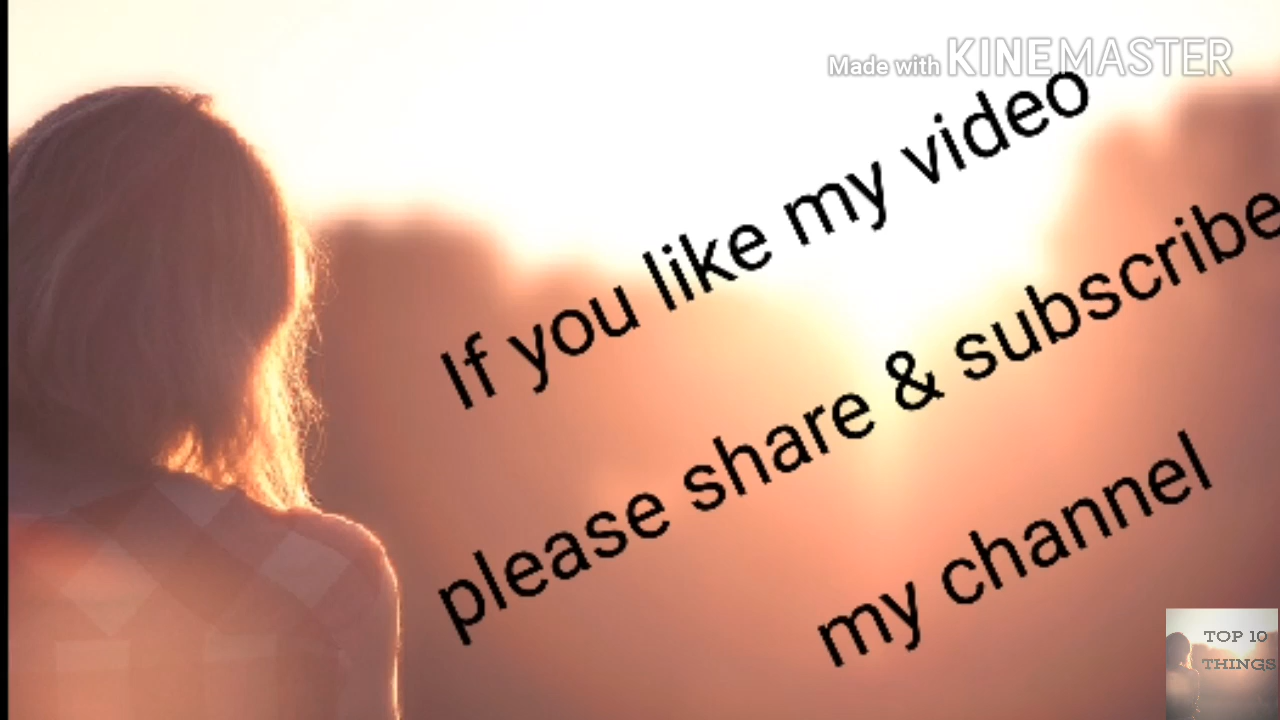 Made with KINEMASTER
If you like my video
please share & subscribe
my channel
TOP 10
THINGS